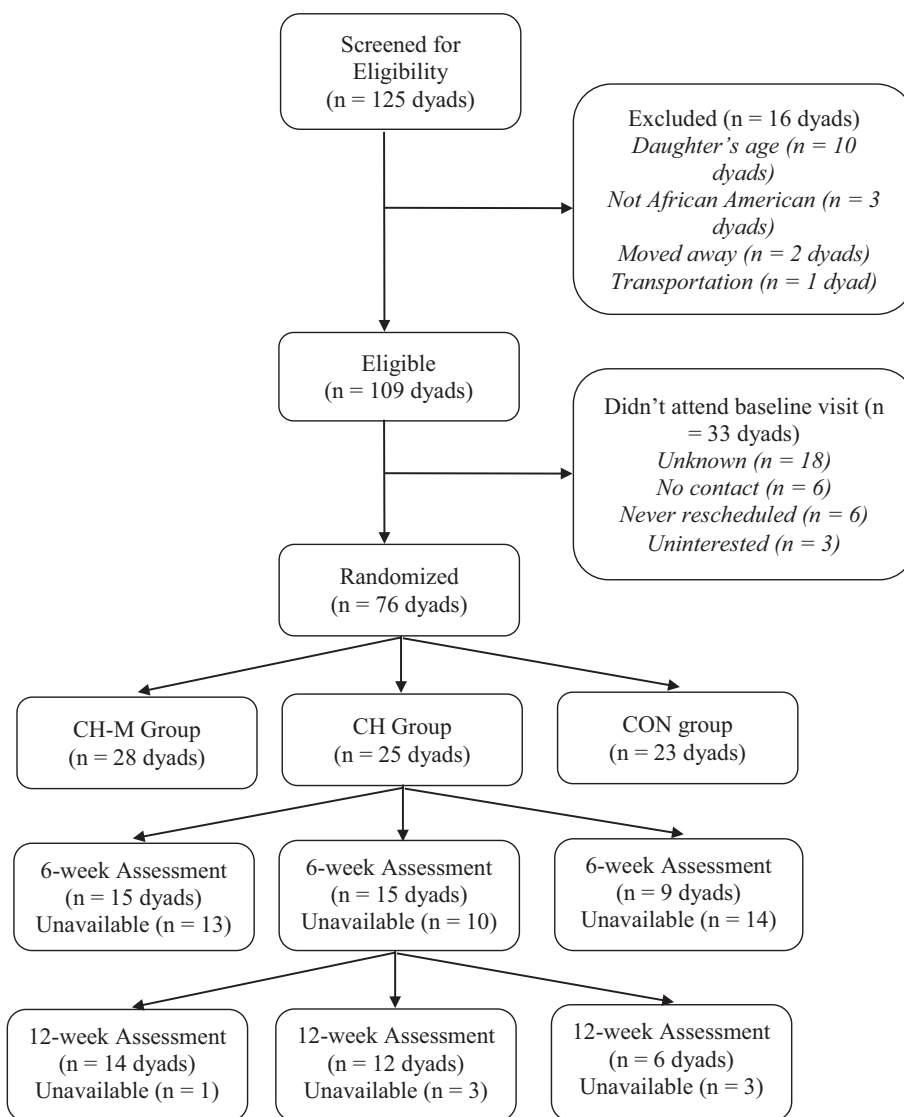 Screened for
Eligibility
(n = 125 dyads)
Excluded (n = 16 dyads)
Daughter’s age (n = 10
dyads)
Not African American (n = 3
dyads)
Moved away (n = 2 dyads)
Transportation (n = 1 dyad)
Eligible
(n = 109 dyads)
Didn’t attend baseline visit (n
= 33 dyads)
Unknown (n = 18)
No contact (n = 6)
Never rescheduled (n = 6)
Uninterested (n = 3)
Randomized
(n = 76 dyads)
CH-M Group
(n = 28 dyads)
CH Group
(n = 25 dyads)
CON group
(n = 23 dyads)
6-week Assessment
(n = 15 dyads)
Unavailable (n = 13)
6-week Assessment
(n = 15 dyads)
Unavailable (n = 10)
6-week Assessment
(n = 9 dyads)
Unavailable (n = 14)
12-week Assessment
(n = 14 dyads)
Unavailable (n = 1)
12-week Assessment
(n = 12 dyads)
Unavailable (n = 3)
12-week Assessment
(n = 6 dyads)
Unavailable (n = 3)